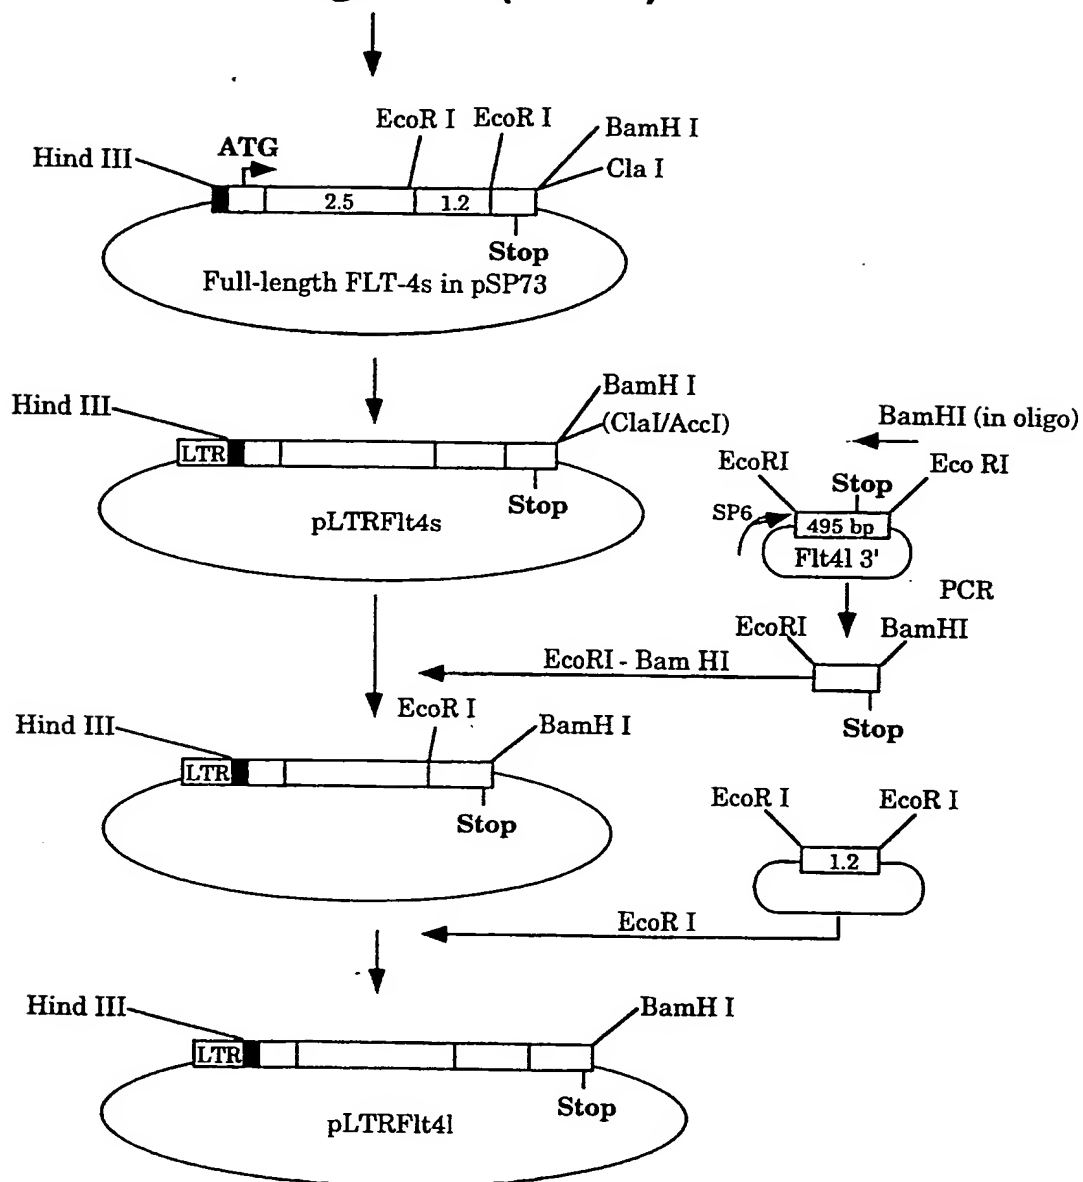 EcoR I EcoR I
BamH I
ATG
Hind III
Cla I
2.5
1.2
Stop
Full-length FLT-4s in pSP73
BamH I
Hind III
(ClaI/AccI)
BamHI (in oligo)
LTR
EcoRI
Eco RI
Stop
Stop
SP6
495 bp
pLTRFlt4s
Flt4l 3'
PCR
EcoRI
BamHI
EcoRI - Bam HI
EcoR I
Stop
Hind III
BamH I
LTR
Stop
EcoR I
EcoR I
1.2
EcoR I
Hind III
BamH I
LTR
Stop
pLTRFlt4l